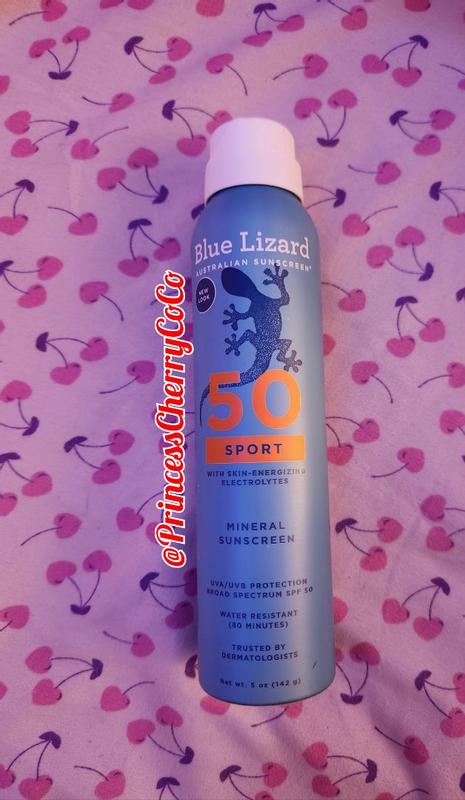 Blue Lizard
AUSTRALIAN SUNSCREEN®
NEW
LOOK
50
SPORT
WITH SKIN-ENERGIZING
ELECTROLYTES
MINERAL
SUNSCREEN
UVA/UVB PROTECTION
BROAD SPECTRUM SPF 50
WATER RESISTANT
(80 MINUTES)
TRUSTED BY
DERMATOLOGISTS
Net wt. 5 oz (142 g)
@PrincessCherryCoCo